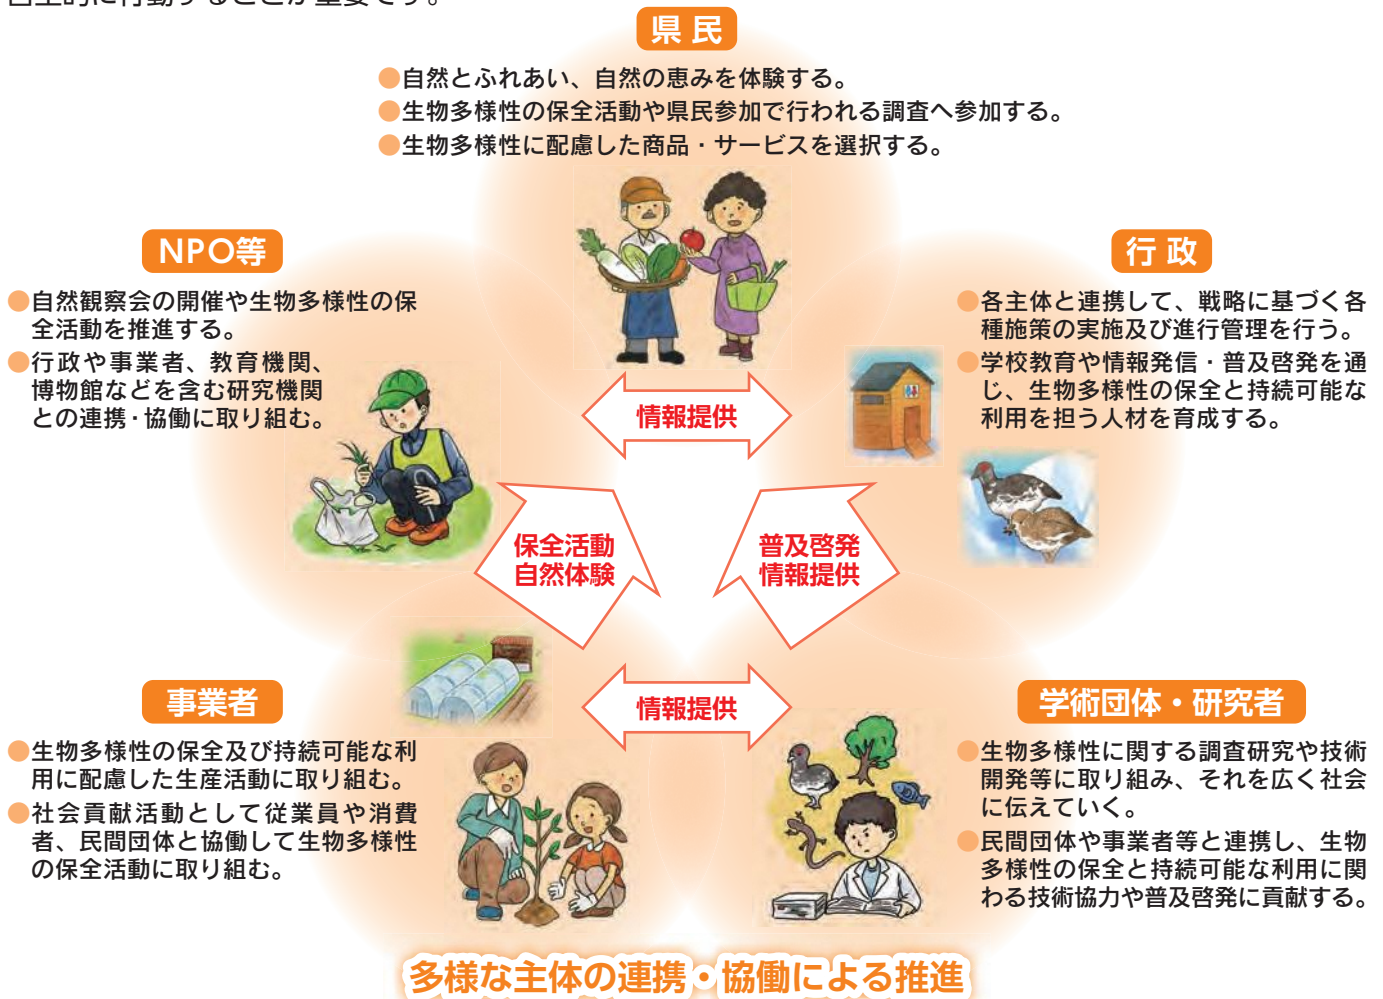 自主的に行動することが重要です。
県 民
●自然とふれあい、自然の恵みを体験する。
●生物多様性の保全活動や県民参加で行われる調査へ参加する。
●生物多様性に配慮した商品・サービスを選択する。
NPO等
●自然観察会の開催や生物多様性の保
全活動を推進する。
●行政や事業者、教育機関、
博物館などを含む研究機関
との連携・協働に取り組む。
行 政
●各主体と連携して、戦略に基づく各
種施策の実施及び進行管理を行う。
●学校教育や情報発信・普及啓発を通
じ、生物多様性の保全と持続可能な
利用を担う人材を育成する。
情報提供
保全活動
自然体験
普及啓発
情報提供
情報提供
事業者
●生物多様性の保全及び持続可能な利
用に配慮した生産活動に取り組む。
●社会貢献活動として従業員や消費
者、民間団体と協働して生物多様性
の保全活動に取り組む。
学術団体・研究者
●生物多様性に関する調査研究や技術
開発等に取り組み、それを広く社会
に伝えていく。
●民間団体や事業者等と連携し、生物
多様性の保全と持続可能な利用に関
わる技術協力や普及啓発に貢献する。
多様な主体の連携・協働による推進